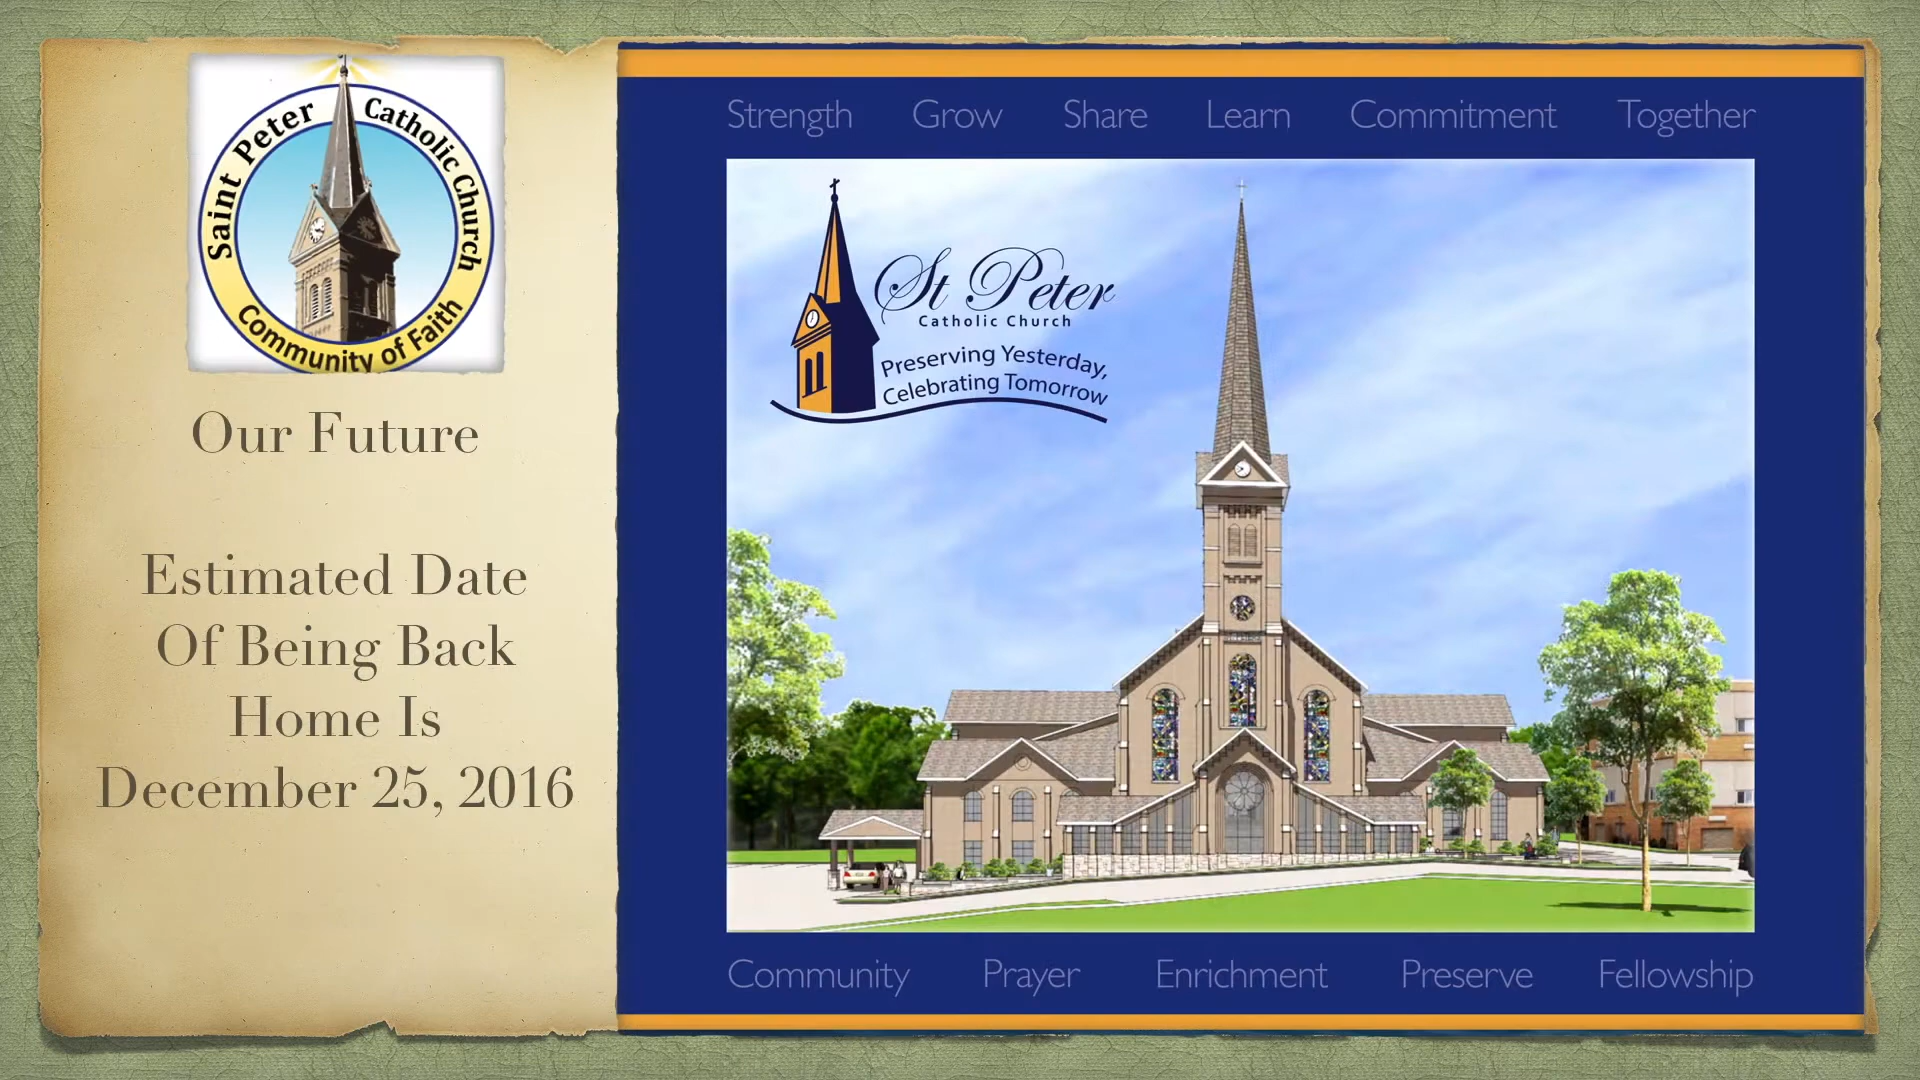 Saint Peter Catholic Church
Community of Faith
Our Future
Estimated Date
Of Being Back
Home Is
December 25, 2016
Strength Grow Share Learn Commitment Together
St Peter
Catholic Church
Preserving Yesterday,
Celebrating Tomorrow
Community Prayer Enrichment Preserve Fellowship